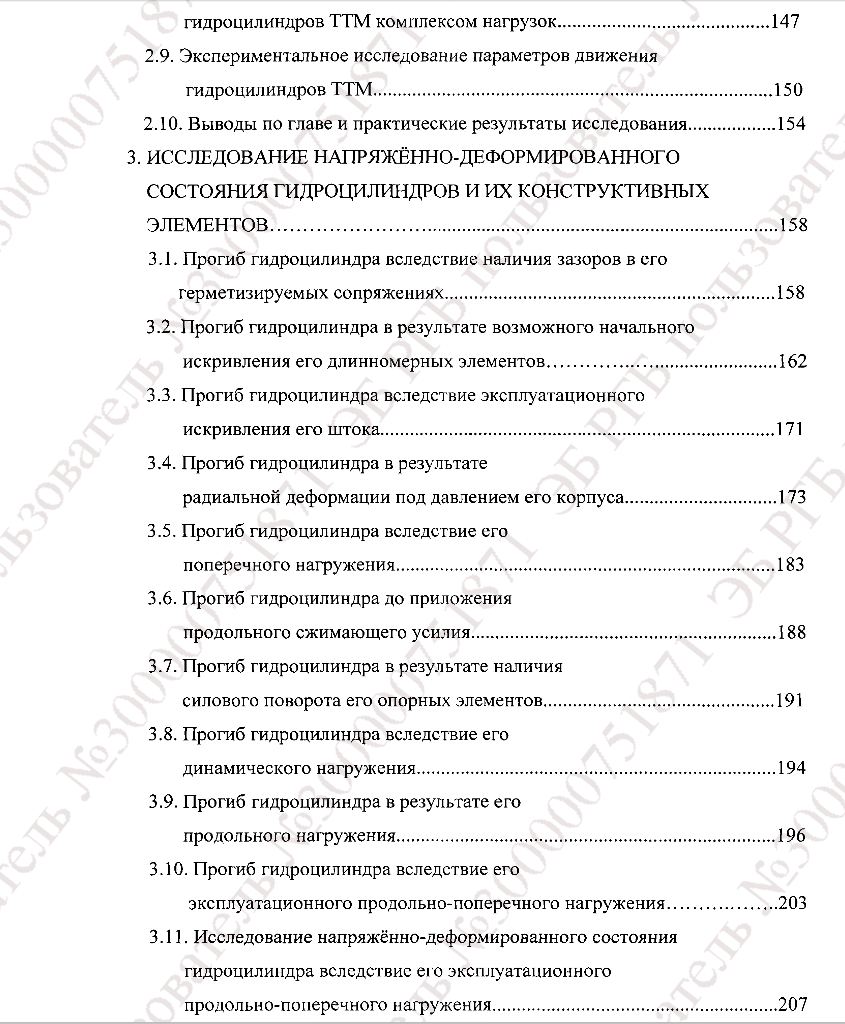 гидроцилиндров ТТМ комплексом нагрузок......................................147
2.9. Экспериментальное исследование параметров движения
гидроцилиндров ТТМ........................................................................150
2.10. Выводы по главе и практические результаты исследования................154
3. ИССЛЕДОВАНИЕ НАПРЯЖЁННО-ДЕФОРМИРОВАННОГО
СОСТОЯНИЯ ГИДРОЦИЛИНДРОВ И ИХ КОНСТРУКТИВНЫХ
ЭЛЕМЕНТОВ............................................................................................158
3.1. Прогиб гидроцилиндра вследствие наличия зазоров в его
герметизируемых сопряжениях............................................................158
3.2. Прогиб гидроцилиндра в результате возможного начального
искривления его длинномерных элементов..........................................162
3.3. Прогиб гидроцилиндра вследствие эксплуатационного
искривления его штока........................................................................171
3.4. Прогиб гидроцилиндра в результате
радиальной деформации под давлением его корпуса...........................173
3.5. Прогиб гидроцилиндра вследствие его
поперечного нагружения.....................................................................183
3.6. Прогиб гидроцилиндра до приложения
продольного сжимающего усилия.......................................................188
3.7. Прогиб гидроцилиндра в результате наличия
силового поворота его опорных элементов..........................................191
3.8. Прогиб гидроцилиндра вследствие его
динамического нагружения.................................................................194
3.9. Прогиб гидроцилиндра в результате его
продольного нагружения.....................................................................196
3.10. Прогиб гидроцилиндра вследствие его
эксплуатационного продольно-поперечного нагружения....................203
3.11. Исследование напряжённо-деформированного состояния
гидроцилиндра вследствие его эксплуатационного
продольно-поперечного нагружения....................................................207
ЭБ РГБ пользователь №300000751871